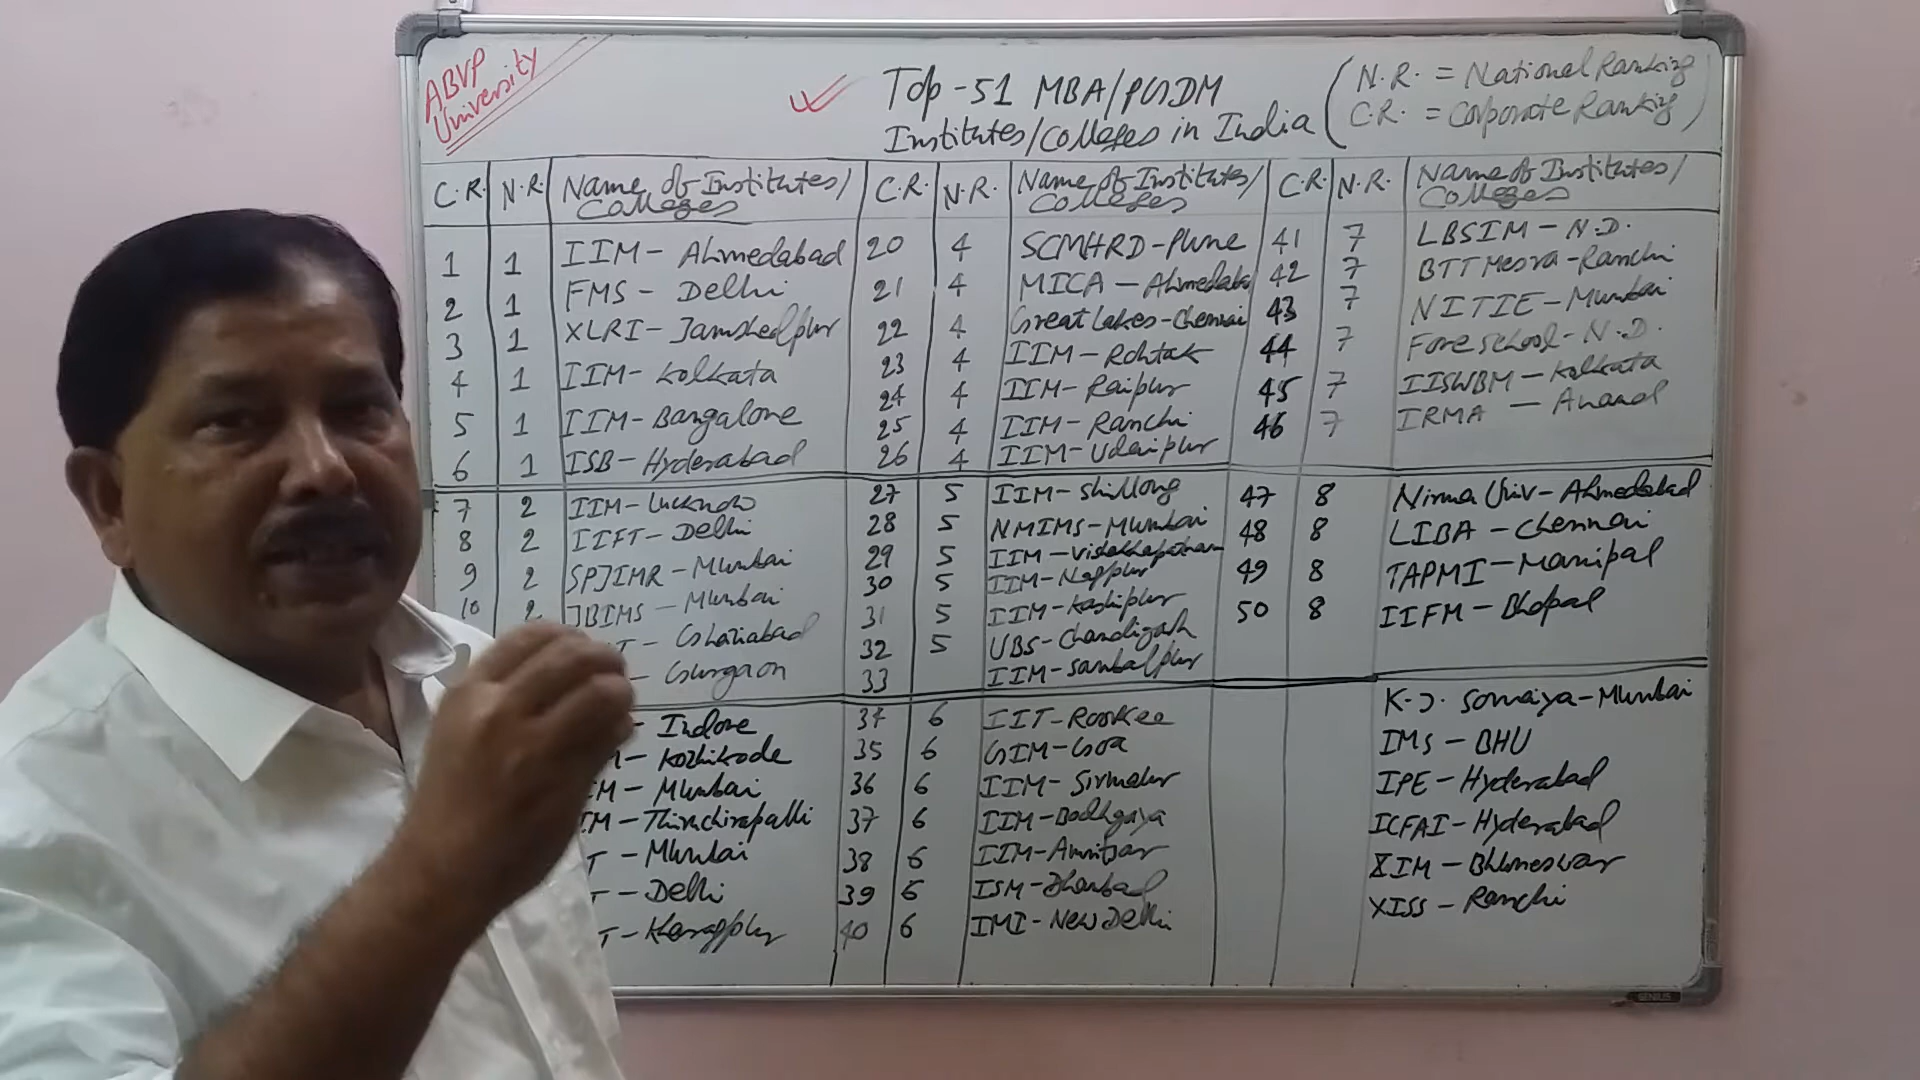 ABVP
University
Top-51 MBA/PGDM
Institutes/Colleges in India
N.R. = National Ranking
C.R. = Corporate Ranking
C.R. N.R. Name of Institutes/Colleges C.R. N.R. Name of Institutes/Colleges C.R. N.R. Name of Institutes/Colleges
1 1 IIM- Ahmedabad 20 4 SCMHRD-Pune 41 7 LBSIM - N.D.
2 1 FMS - Delhi 21 4 MICA - Ahmedabad 42 7 BTT Mesra-Ranchi
3 1 XLRI-Jamshedpur 22 4 Great Lakes-Chennai 43 7 NITIE-Mumbai
4 1 IIM-Kolkata 23 4 IIM-Rohtak 44 7 Fore School-N.D.
5 1 IIM-Bangalore 24 4 IIM-Raipur 45 7 IISWBM-Kolkata
6 1 ISB-Hyderabad 25 4 IIM-Ranchi 46 7 IRMA - Anand
26 4 IIM-Udaipur
7 2 IIM-Lucknow 27 5 IIM-Shillong 47 8 Nirma Univ-Ahmedabad
8 2 IIFT-Delhi 28 5 NMIMS-Mumbai 48 8 LIBA-Chennai
9 2 SPJIMR-Mumbai 29 5 IIM-Visakhapatnam 49 8 TAPMI-Manipal
10 2 JBIMS-Mumbai 30 5 IIM-Nagpur 50 8 IIFM-Bhopal
T-Ghaziabad 31 5 IIM-Kashipur
- Gurgaon 32 5 UBS-Chandigarh
33 IIM-Sambalpur
- Indore 34 6 IIT-Roorkee K.J. Somaiya-Mumbai
M-Kozhikode 35 6 GIM-Goa IMS-BHU
IM-Mumbai 36 6 IIM-Sirmaur IPE-Hyderabad
IM-Thiruchirapalli 37 6 IIM-Bodhgaya ICFAI-Hyderabad
T-Mumbai 38 6 IIM-Amritsar XIM-Bhuneswar
T-Delhi 39 6 ISM-Dhanbad XISS-Ranchi
T-Kharagpur 40 6 IMI-New Delhi
GENIUS